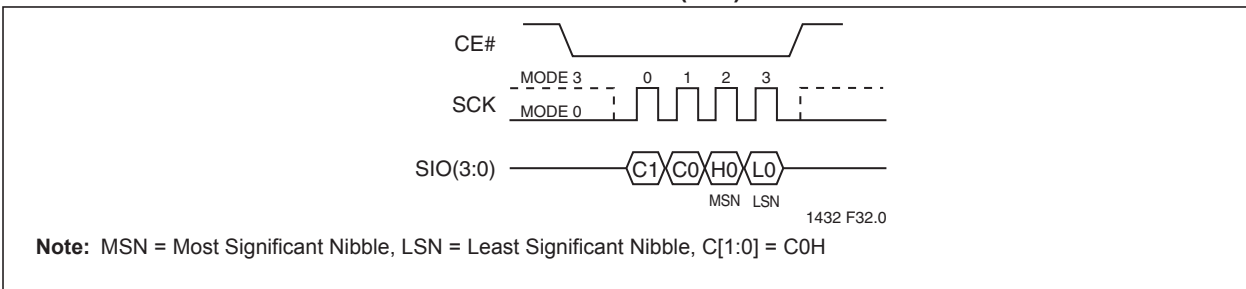 CE#
MODE 3 0 1 2 3
SCK
MODE 0
SIO(3:0) C1 C0 H0 L0
MSN LSN
1432 F32.0
Note: MSN = Most Significant Nibble, LSN = Least Significant Nibble, C[1:0] = C0H